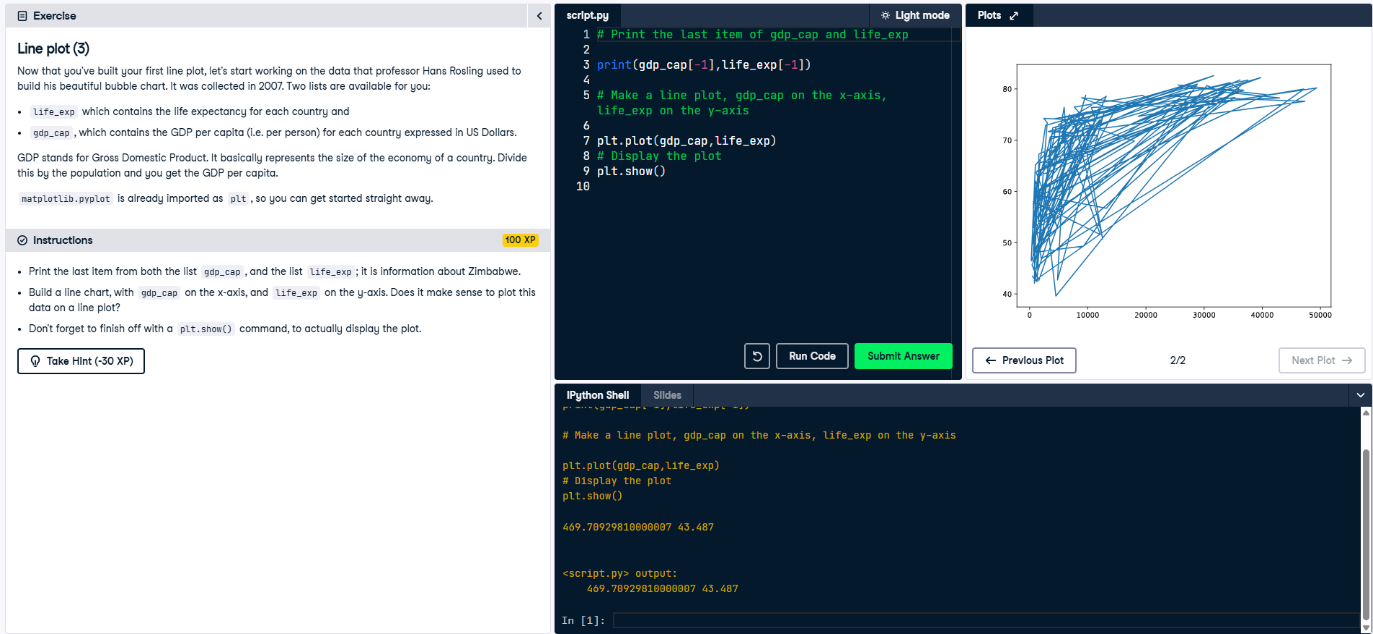 Exercise
Line plot (3)
Now that you've built your first line plot, let's start working on the data that professor Hans Rosling used to
build his beautiful bubble chart. It was collected in 2007. Two lists are available for you:
• life_exp which contains the life expectancy for each country and
• gdp_cap , which contains the GDP per capita (i.e. per person) for each country expressed in US Dollars.
GDP stands for Gross Domestic Product. It basically represents the size of the economy of a country. Divide
this by the population and you get the GDP per capita.
matplotlib.pyplot is already imported as plt , so you can get started straight away.
Instructions
100 XP
• Print the last item from both the list gdp_cap , and the list life_exp ; it is information about Zimbabwe.
• Build a line chart, with gdp_cap on the x-axis, and life_exp on the y-axis. Does it make sense to plot this
data on a line plot?
• Don't forget to finish off with a plt.show() command, to actually display the plot.
Take Hint (-30 XP)
script.py
Light mode
1 # Print the last item of gdp_cap and life_exp
2
3 print(gdp_cap[-1],life_exp[-1])
4
5 # Make a line plot, gdp_cap on the x-axis,
life_exp on the y-axis
6
7 plt.plot(gdp_cap,life_exp)
8 # Display the plot
9 plt.show()
10
Run Code
Submit Answer
Plots
80
70
60
50
40
0 10000 20000 30000 40000 50000
← Previous Plot
2/2
Next Plot →
IPython Shell
Slides
print(gdp_cap[-1],life_exp[-1])
# Make a line plot, gdp_cap on the x-axis, life_exp on the y-axis
plt.plot(gdp_cap,life_exp)
# Display the plot
plt.show()
469.70929810000007 43.487
<script.py> output:
469.70929810000007 43.487
In [1]: